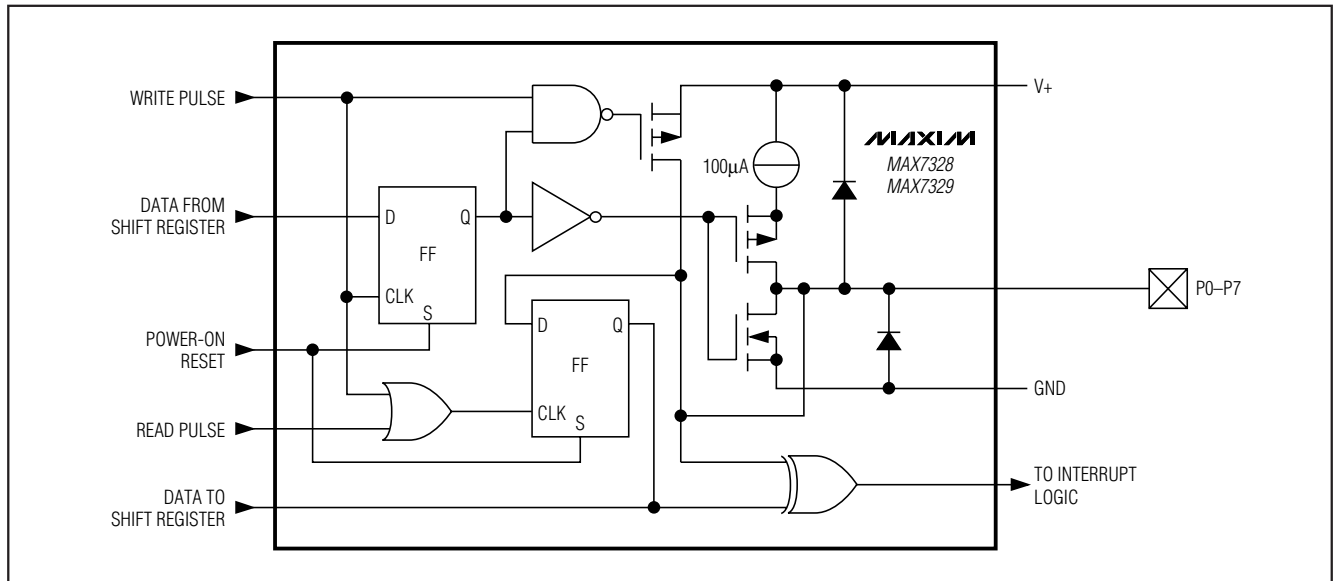 WRITE PULSE
V+
MAXIM
MAX7328
MAX7329
100µA
DATA FROM
SHIFT REGISTER
D
Q
FF
CLK
S
P0–P7
D
Q
FF
CLK
S
POWER-ON
RESET
GND
READ PULSE
DATA TO
SHIFT REGISTER
TO INTERRUPT
LOGIC